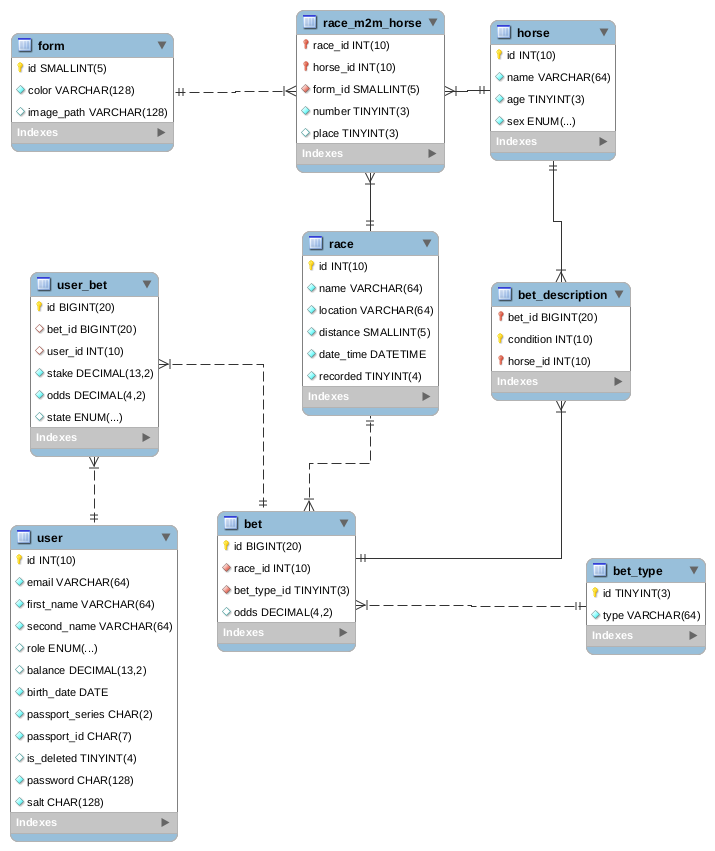 form
id SMALLINT(5)
color VARCHAR(128)
image_path VARCHAR(128)
Indexes
race_m2m_horse
race_id INT(10)
horse_id INT(10)
form_id SMALLINT(5)
number TINYINT(3)
place TINYINT(3)
Indexes
horse
id INT(10)
name VARCHAR(64)
age TINYINT(3)
sex ENUM(...)
Indexes
race
id INT(10)
name VARCHAR(64)
location VARCHAR(64)
distance SMALLINT(5)
date_time DATETIME
recorded TINYINT(4)
Indexes
user_bet
id BIGINT(20)
bet_id BIGINT(20)
user_id INT(10)
stake DECIMAL(13,2)
odds DECIMAL(4,2)
state ENUM(...)
Indexes
bet_description
bet_id BIGINT(20)
condition INT(10)
horse_id INT(10)
Indexes
user
id INT(10)
email VARCHAR(64)
first_name VARCHAR(64)
second_name VARCHAR(64)
role ENUM(...)
balance DECIMAL(13,2)
birth_date DATE
passport_series CHAR(2)
passport_id CHAR(7)
is_deleted TINYINT(4)
password CHAR(128)
salt CHAR(128)
Indexes
bet
id BIGINT(20)
race_id INT(10)
bet_type_id TINYINT(3)
odds DECIMAL(4,2)
Indexes
bet_type
id TINYINT(3)
type VARCHAR(64)
Indexes